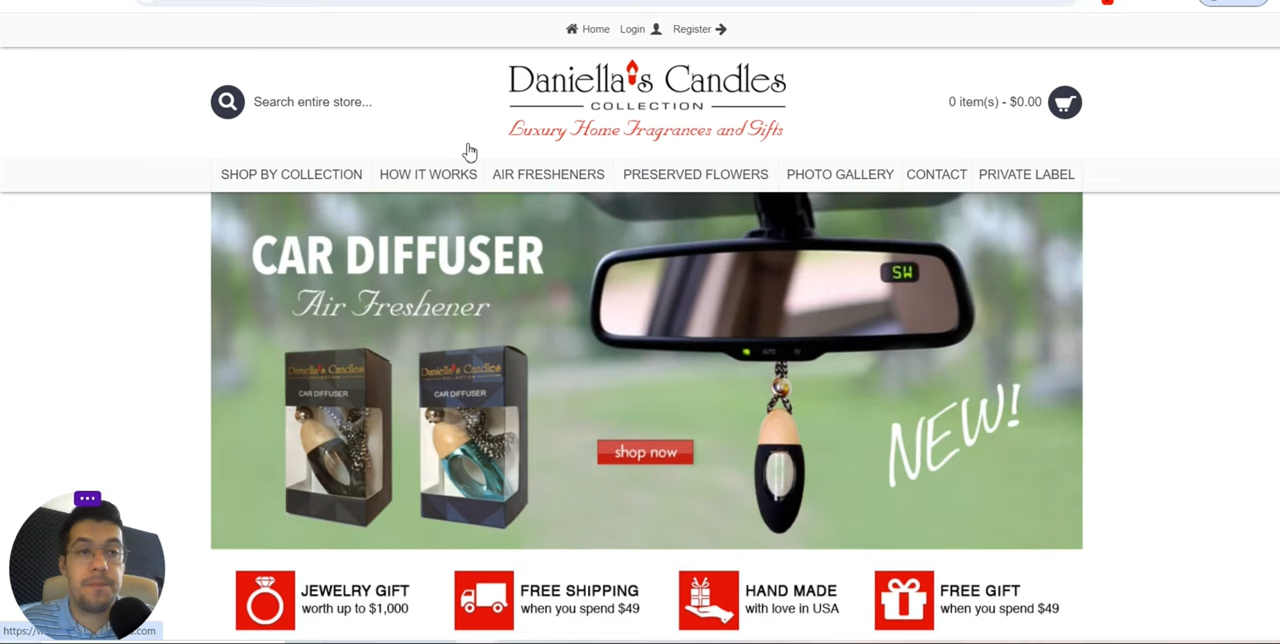 Home Login Register
Search entire store...
Daniella's Candles
COLLECTION
Luxury Home Fragrances and Gifts
0 item(s) - $0.00
SHOP BY COLLECTION HOW IT WORKS AIR FRESHENERS PRESERVED FLOWERS PHOTO GALLERY CONTACT PRIVATE LABEL
CAR DIFFUSER
Air Freshener
SW
AUTO
Daniella's Candles
COLLECTION
CAR DIFFUSER
Daniella's Candles
COLLECTION
CAR DIFFUSER
shop now
NEW!
JEWELRY GIFT
worth up to $1,000
FREE SHIPPING
when you spend $49
HAND MADE
with love in USA
FREE GIFT
when you spend $49